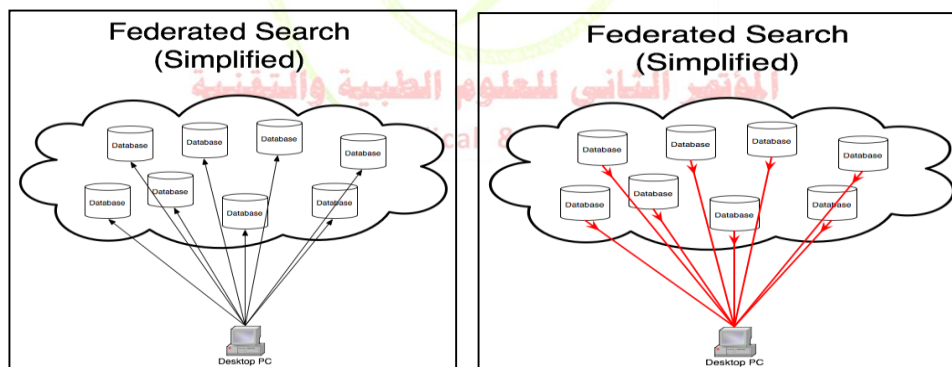 Federated Search
(Simplified)
Database
Database
Database
Database
Database
Database
Database
Database
Desktop PC
Federated Search
(Simplified)
Database
Database
Database
Database
Database
Database
Database
Database
Desktop PC
المؤتمر الثاني للعلوم الطبية والتقنية
ical &